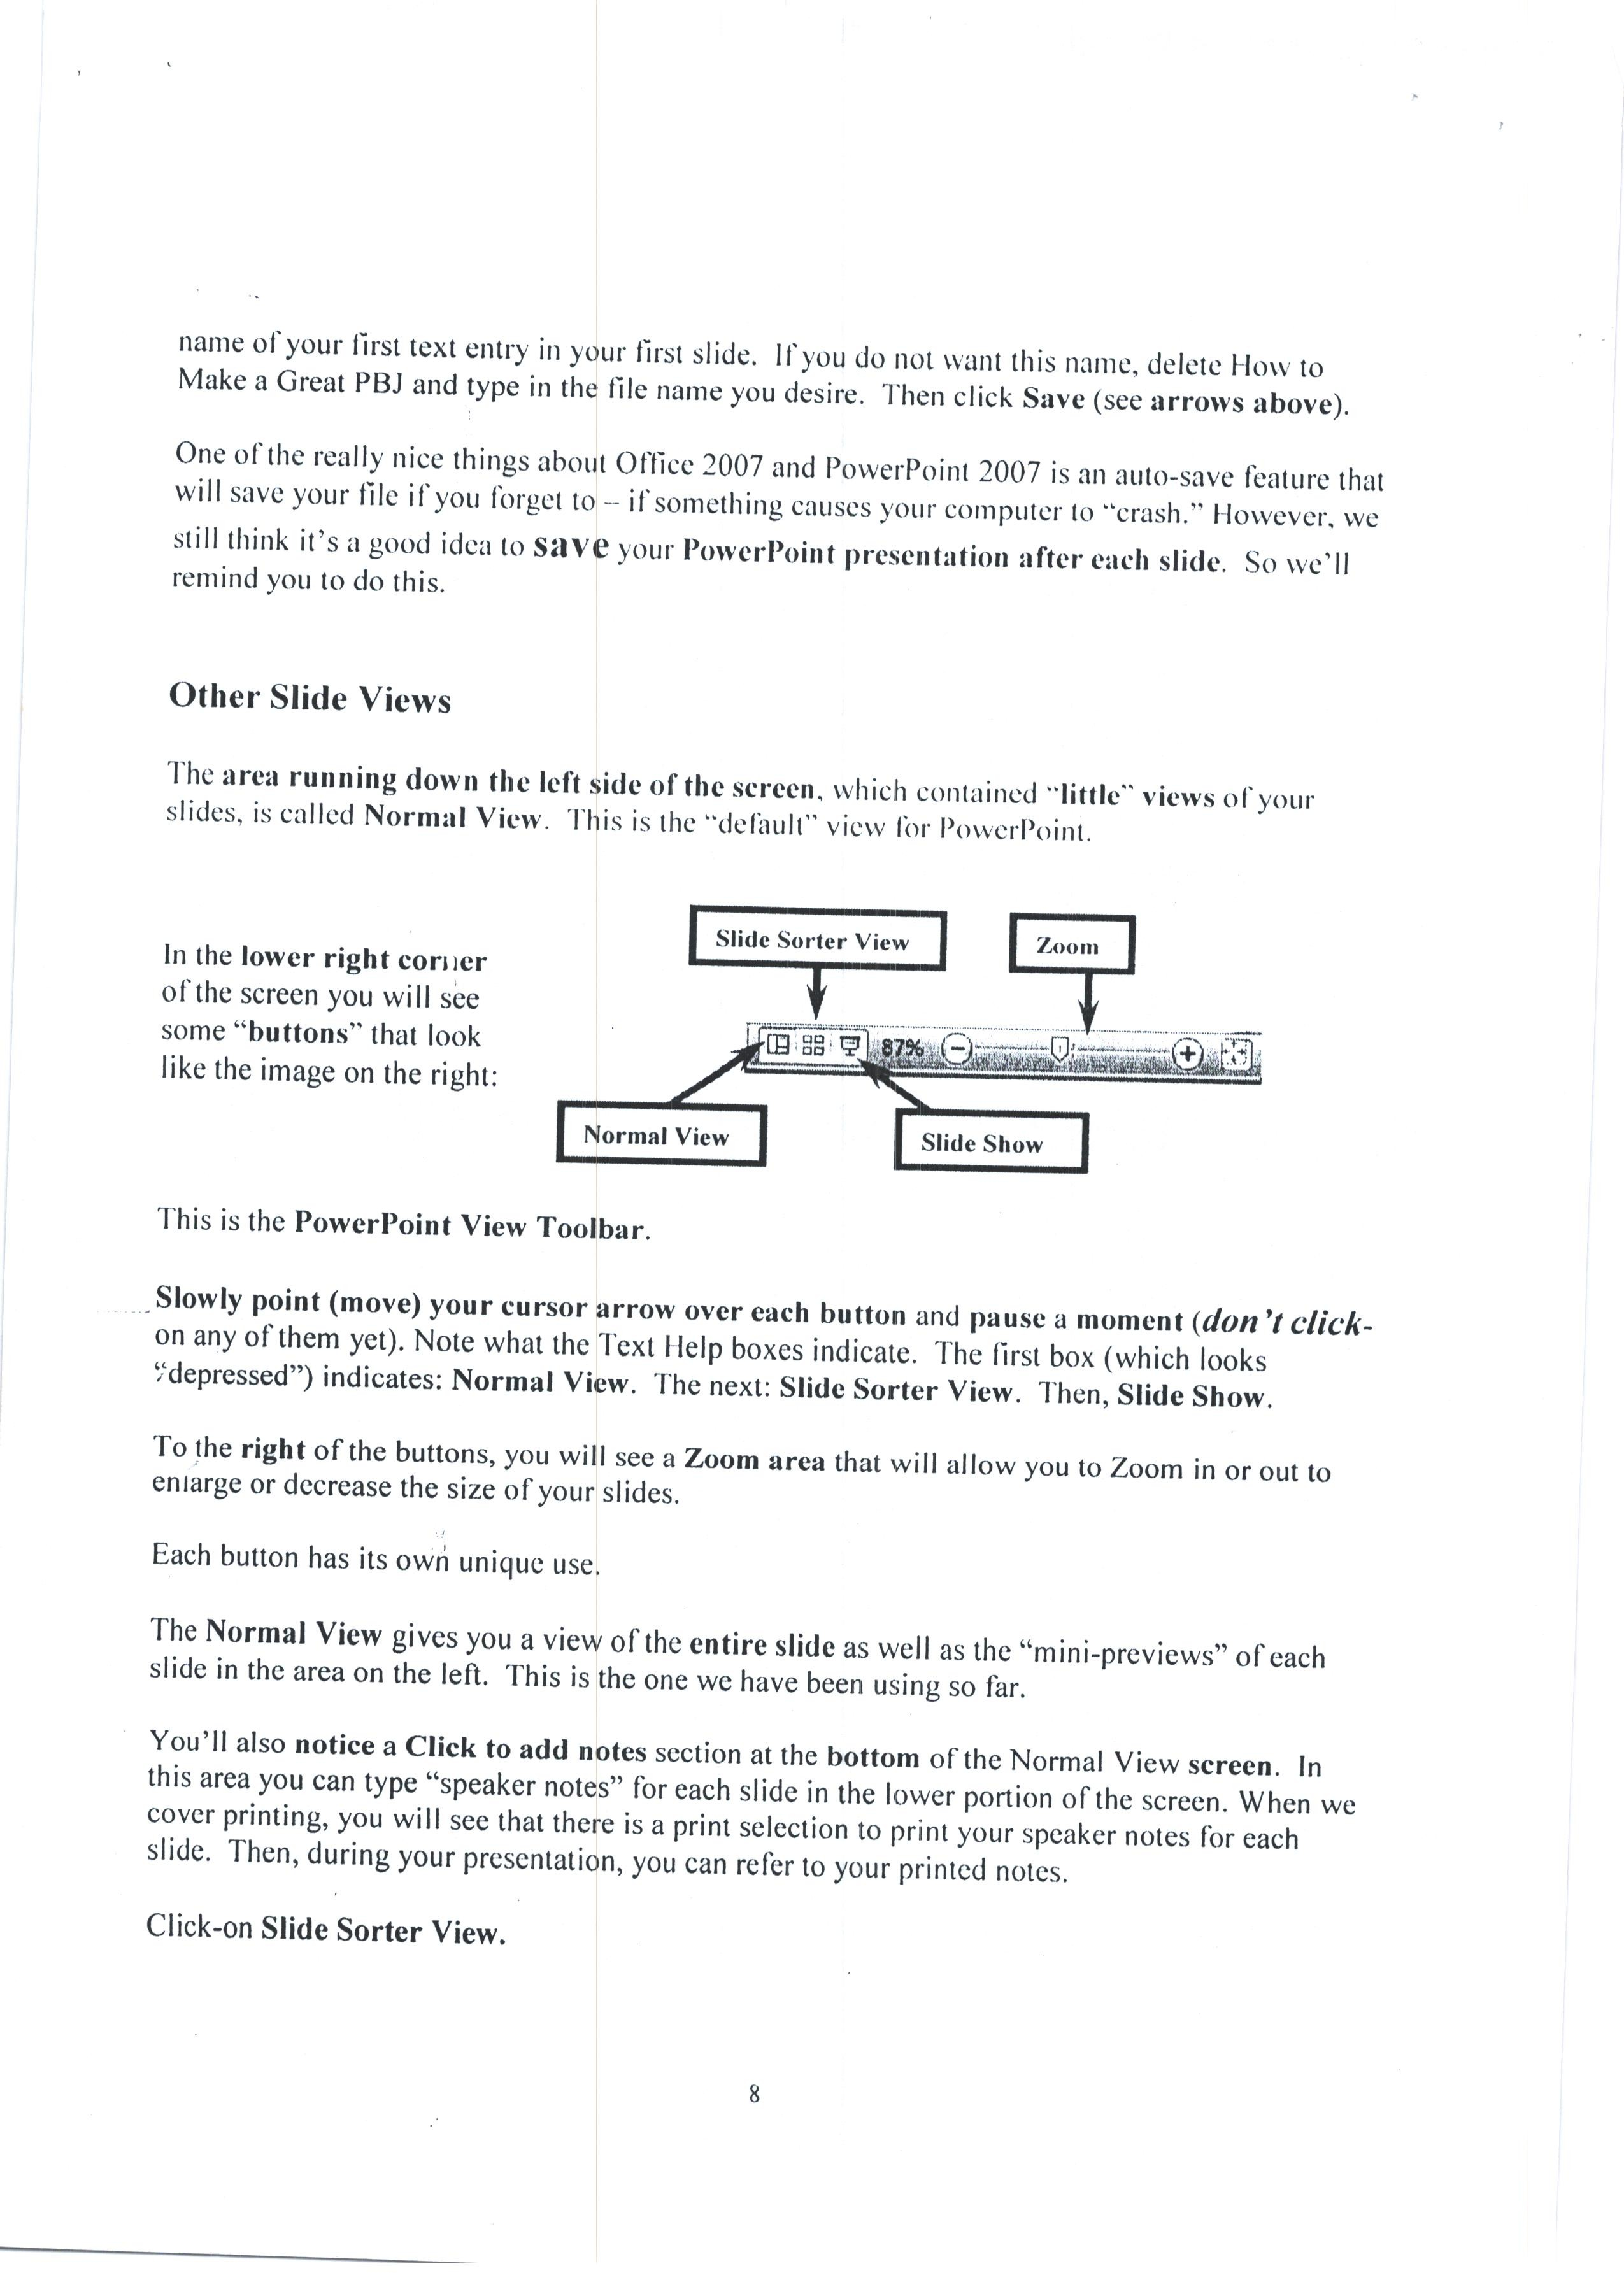 name of your first text entry in your first slide.  If you do not want this name, delete How to
Make a Great PBJ and type in the file name you desire.  Then click Save (see arrows above).
One of the really nice things about Office 2007 and PowerPoint 2007 is an auto-save feature that
will save your file if you forget to – if something causes your computer to “crash.” However, we
still think it’s a good idea to save your PowerPoint presentation after each slide.  So we’ll
remind you to do this.
Other Slide Views
The area running down the left side of the screen, which contained “little” views of your
slides, is called Normal View.  This is the “default” view for PowerPoint.
In the lower right corner
of the screen you will see
some “buttons” that look
like the image on the right:
Slide Sorter View
Zoom
87%
Normal View
Slide Show
This is the PowerPoint View Toolbar.
Slowly point (move) your cursor arrow over each button and pause a moment (don’t click-
on any of them yet). Note what the Text Help boxes indicate.  The first box (which looks
“depressed”) indicates: Normal View.  The next: Slide Sorter View.  Then, Slide Show.
To the right of the buttons, you will see a Zoom area that will allow you to Zoom in or out to
enlarge or decrease the size of your slides.
Each button has its own unique use.
The Normal View gives you a view of the entire slide as well as the “mini-previews” of each
slide in the area on the left.  This is the one we have been using so far.
You’ll also notice a Click to add notes section at the bottom of the Normal View screen.  In
this area you can type “speaker notes” for each slide in the lower portion of the screen. When we
cover printing, you will see that there is a print selection to print your speaker notes for each
slide.  Then, during your presentation, you can refer to your printed notes.
Click-on Slide Sorter View.
8